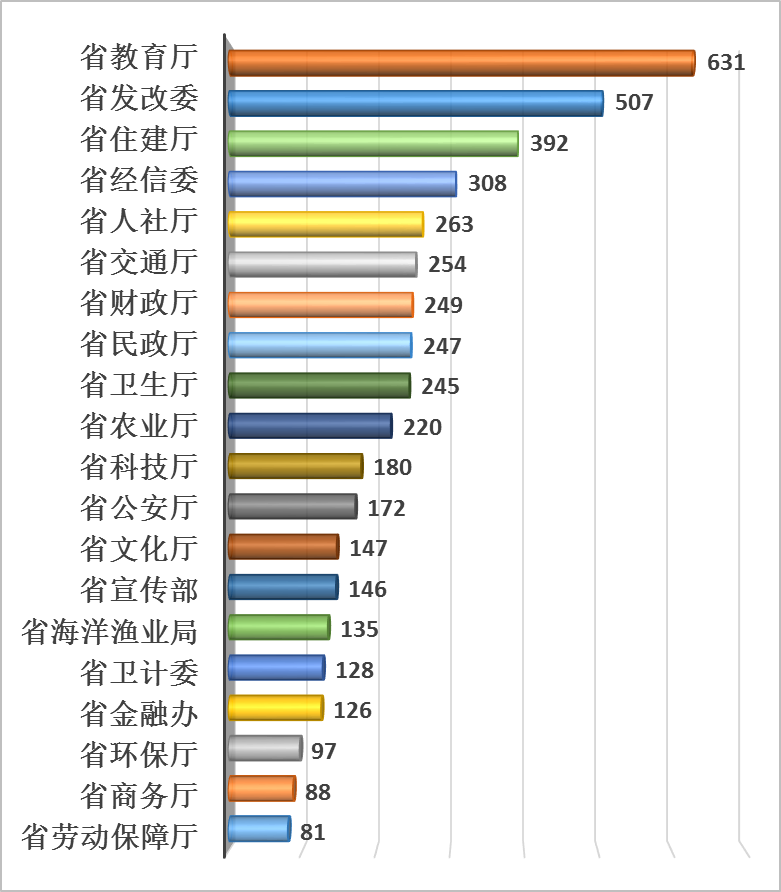 省教育厅 631
省发改委 507
省住建厅 392
省经信委 308
省人社厅 263
省交通厅 254
省财政厅 249
省民政厅 247
省卫生厅 245
省农业厅 220
省科技厅 180
省公安厅 172
省文化厅 147
省宣传部 146
省海洋渔业局 135
省卫计委 128
省金融办 126
省环保厅 97
省商务厅 88
省劳动保障厅 81